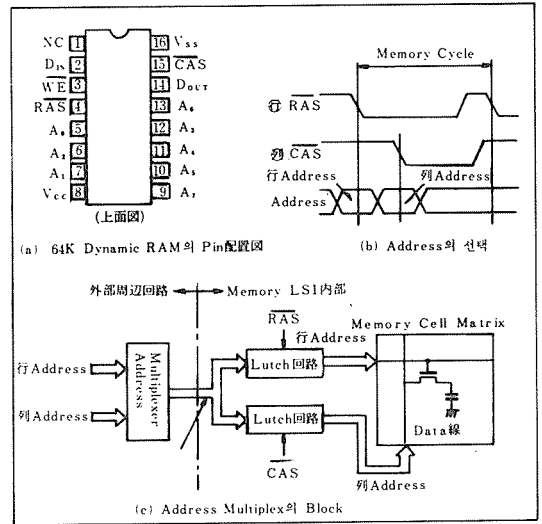 NC 1 16 Vss
DIN 2 15 CAS
WE 3 14 DOUT
RAS 4 13 A6
A0 5 12 A3
A2 6 11 A4
A1 7 10 A5
Vcc 8 9 A7
(上面図)
(a) 64K Dynamic RAM의 Pin配置図
Memory Cycle
行 RAS
列 CAS
行Address 列Address
Address
(b) Address의 선택
外部周辺回路 Memory LSI内部
RAS
行Address
Memory Cell Matrix
行Address
列Address
Multiplexer
Address
Lutch回路
Lutch回路
Data線
CAS
列Address
(c) Address Multiplex의 Block